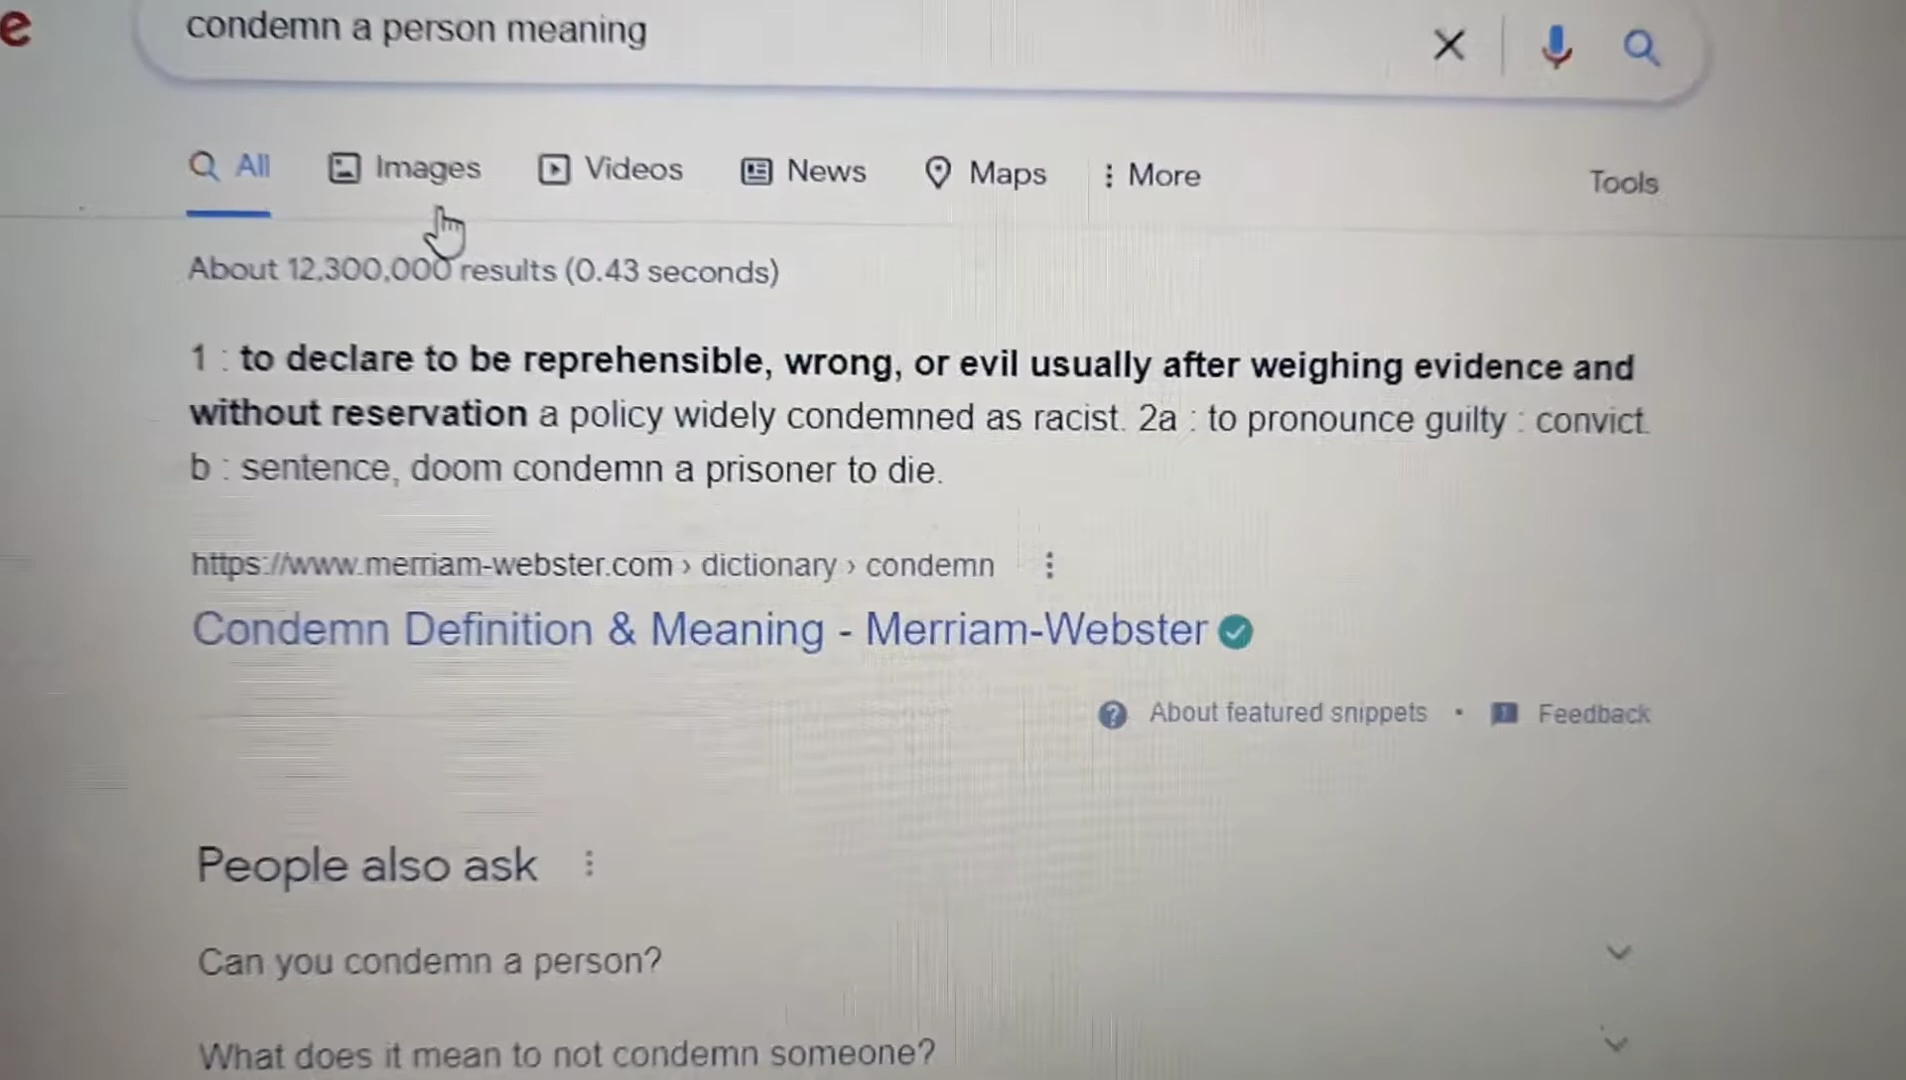 e
condemn a person meaning
All Images Videos News Maps More Tools
About 12,300,000 results (0.43 seconds)
1 : to declare to be reprehensible, wrong, or evil usually after weighing evidence and
without reservation a policy widely condemned as racist. 2a : to pronounce guilty : convict.
b : sentence, doom condemn a prisoner to die.
https://www.merriam-webster.com › dictionary › condemn
Condemn Definition & Meaning - Merriam-Webster
About featured snippets • Feedback
People also ask
Can you condemn a person?
What does it mean to not condemn someone?